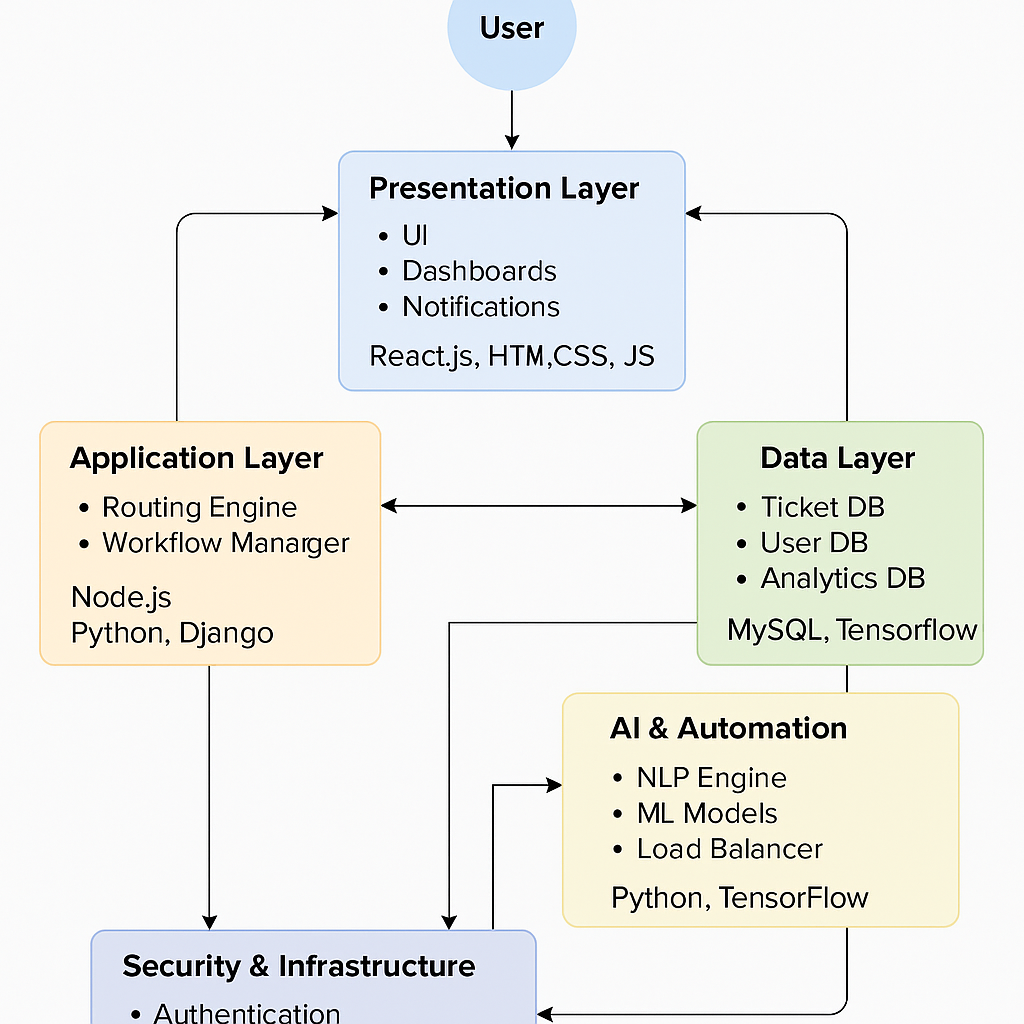 User
Presentation Layer
• UI
• Dashboards
• Notifications
React.js, HTM,CSS, JS
Application Layer
• Routing Engine
• Workflow Manarger
Node.js
Python, Django
Data Layer
• Ticket DB
• User DB
• Analytics DB
MySQL, Tensorflow
AI & Automation
• NLP Engine
• ML Models
• Load Balancer
Python, TensorFlow
Security & Infrastructure
• Authentication